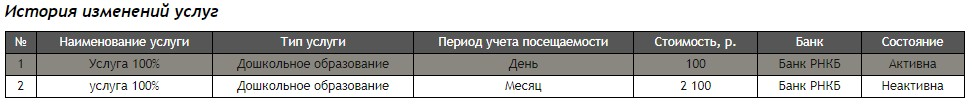 История изменений услуг
№ Наименование услуги Тип услуги Период учета посещаемости Стоимость, р. Банк Состояние
1 Услуга 100% Дошкольное образование День 100 Банк РНКБ Активна
2 услуга 100% Дошкольное образование Месяц 2 100 Банк РНКБ Неактивна